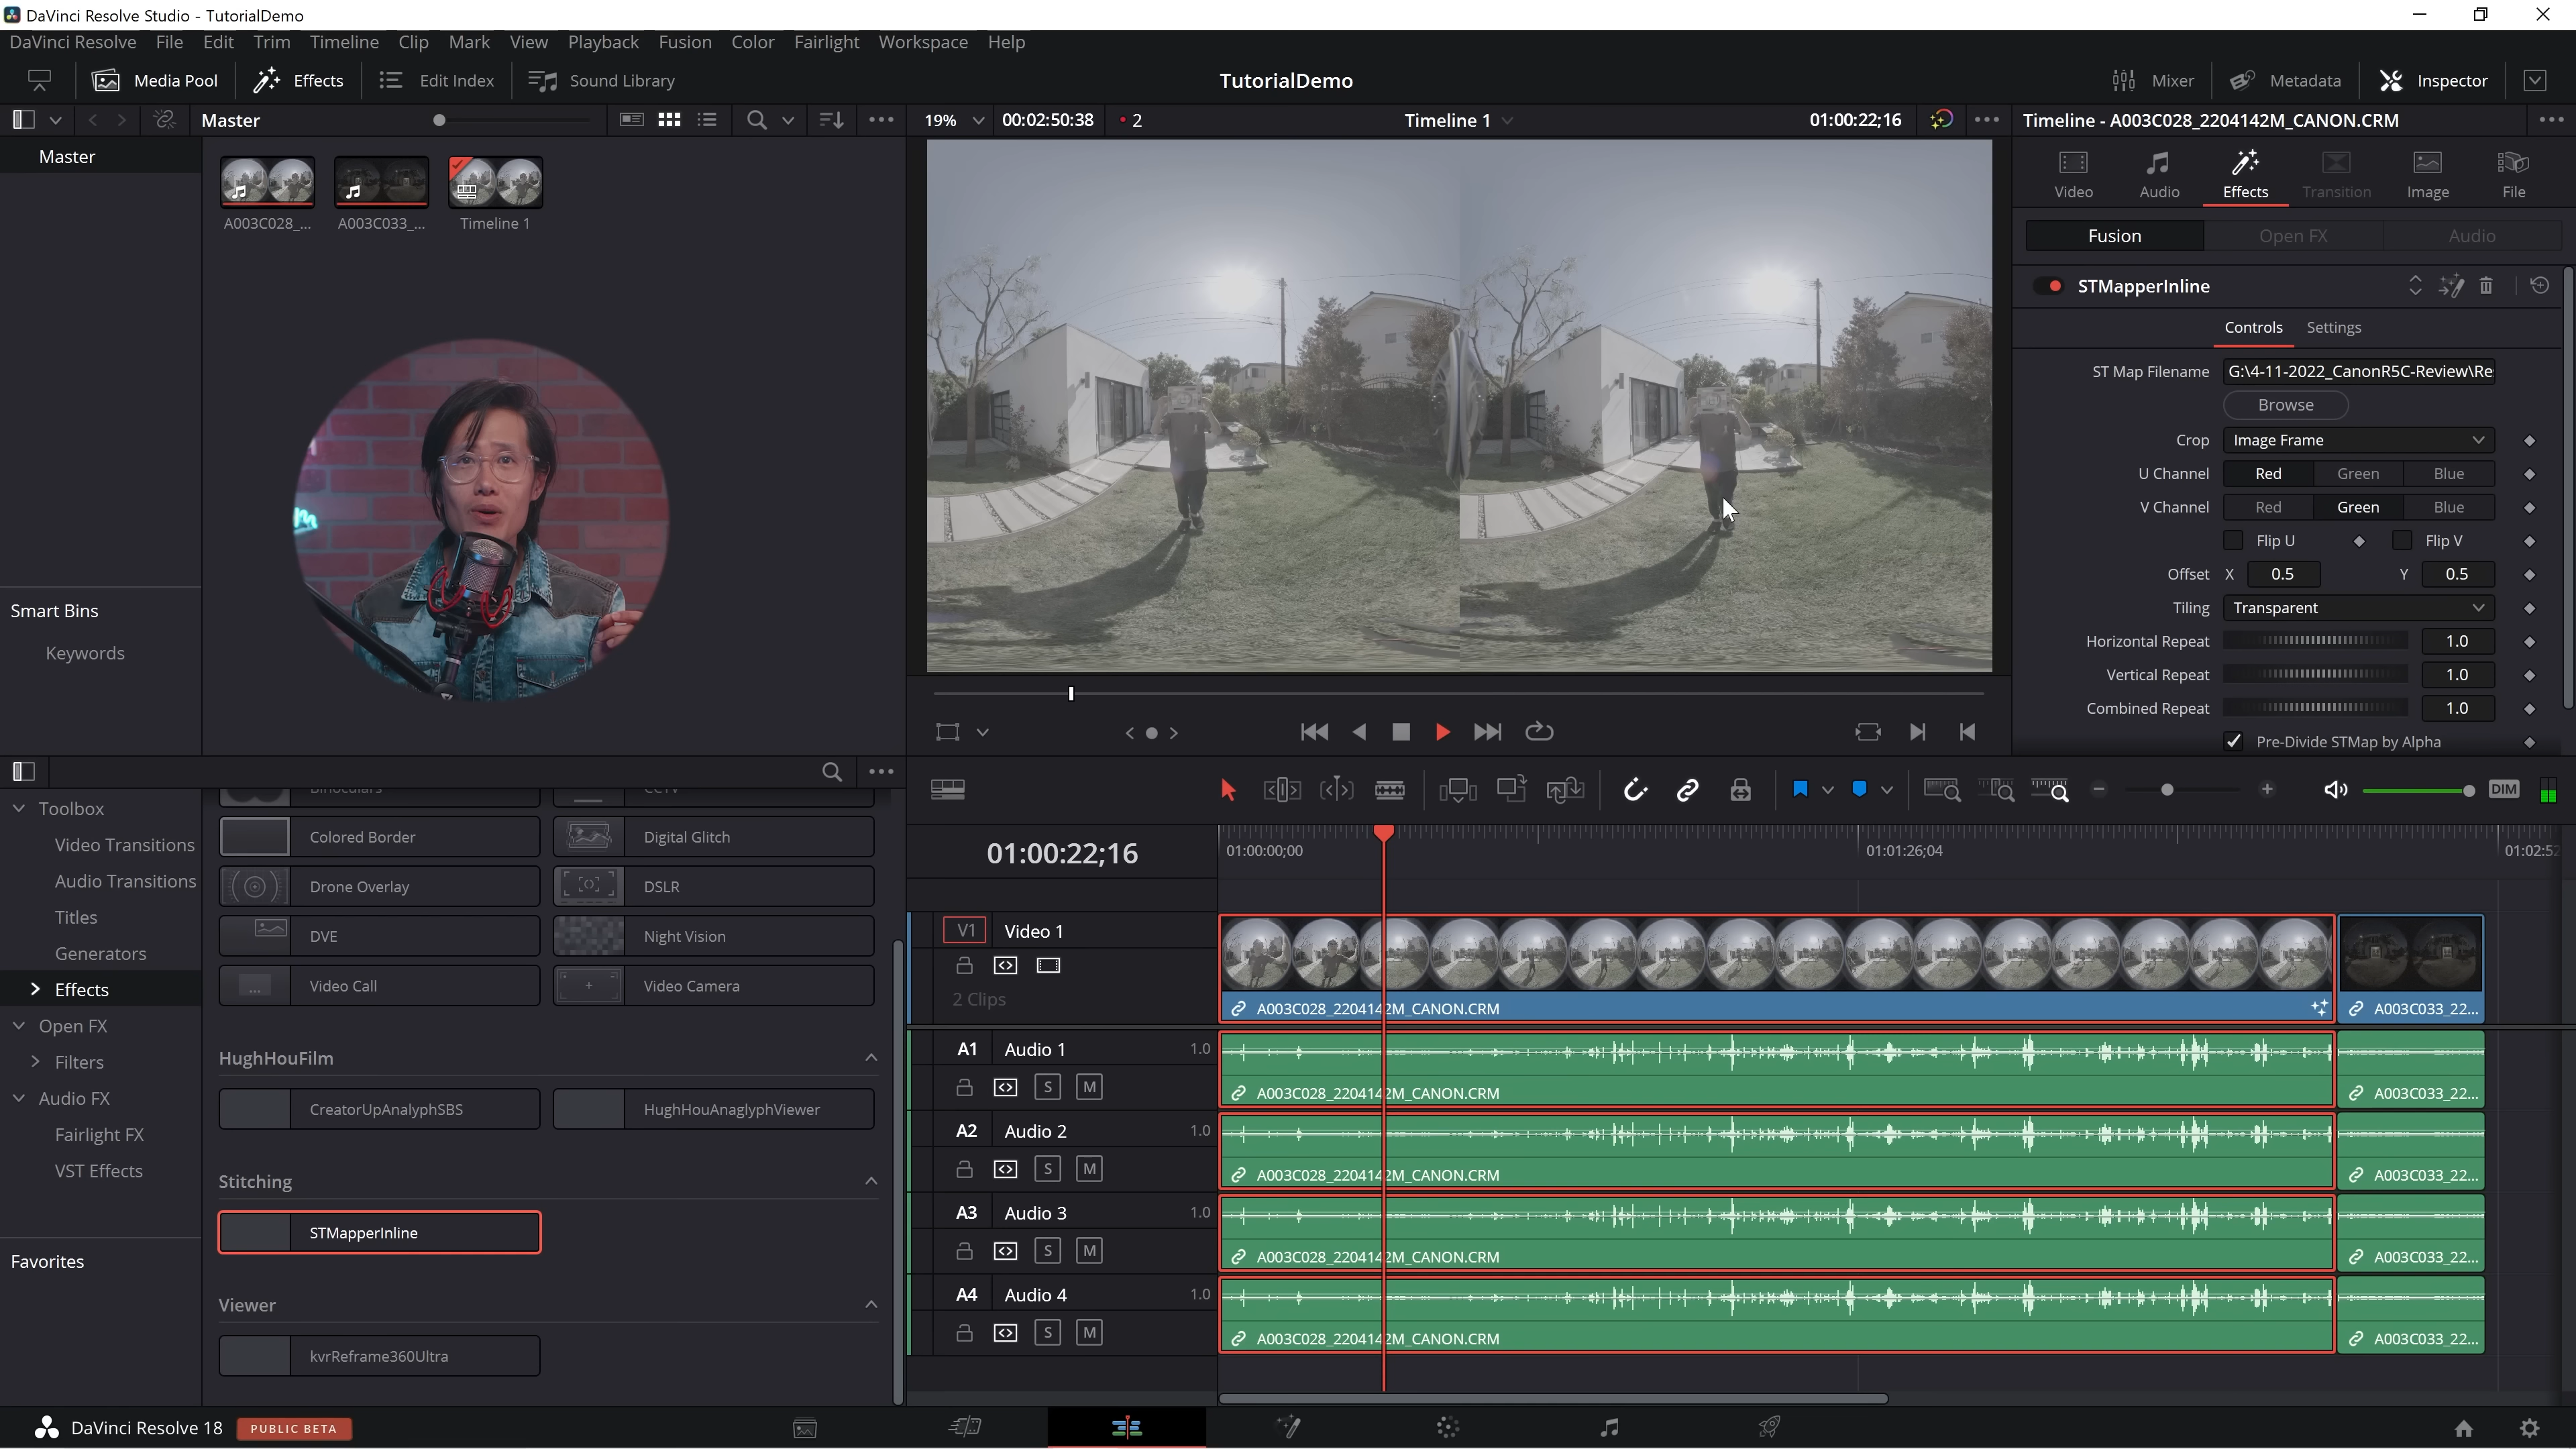 DaVinci Resolve Studio - TutorialDemo
DaVinci Resolve File Edit Trim Timeline Clip Mark View Playback Fusion Color Fairlight Workspace Help
Media Pool Effects Edit Index Sound Library
TutorialDemo
Mixer Metadata Inspector
Master
19% 00:02:50:38 2 Timeline 1 01:00:22;16
Timeline - A003C028_2204142M_CANON.CRM
Master
A003C028_... A003C033_... Timeline 1
Smart Bins
Keywords
Video Audio Effects Transition Image File
Fusion Open FX Audio
STMapperInline
Controls Settings
ST Map Filename G:\4-11-2022_CanonR5C-Review\Re
Browse
Crop Image Frame
U Channel Red Green Blue
V Channel Red Green Blue
Flip U Flip V
Offset X 0.5 Y 0.5
Tiling Transparent
Horizontal Repeat 1.0
Vertical Repeat 1.0
Combined Repeat 1.0
Pre-Divide STMap by Alpha
Toolbox
Video Transitions
Audio Transitions
Titles
Generators
Effects
Open FX
Filters
Audio FX
Fairlight FX
VST Effects
Favorites
Binoculars CCTV
Colored Border Digital Glitch
Drone Overlay DSLR
DVE Night Vision
Video Call Video Camera
HughHouFilm
CreatorUpAnalyphSBS HughHouAnaglyphViewer
Stitching
STMapperInline
Viewer
kvrReframe360Ultra
DIM
01:00:22;16
01:00:00;00 01:01:26;04 01:02:52
V1 Video 1
2 Clips
A003C028_2204142M_CANON.CRM A003C033_22...
A1 Audio 1 1.0
S M
A003C028_2204142M_CANON.CRM A003C033_22...
A2 Audio 2 1.0
S M
A003C028_2204142M_CANON.CRM A003C033_22...
A3 Audio 3 1.0
S M
A003C028_2204142M_CANON.CRM A003C033_22...
A4 Audio 4 1.0
S M
A003C028_2204142M_CANON.CRM A003C033_22...
DaVinci Resolve 18 PUBLIC BETA